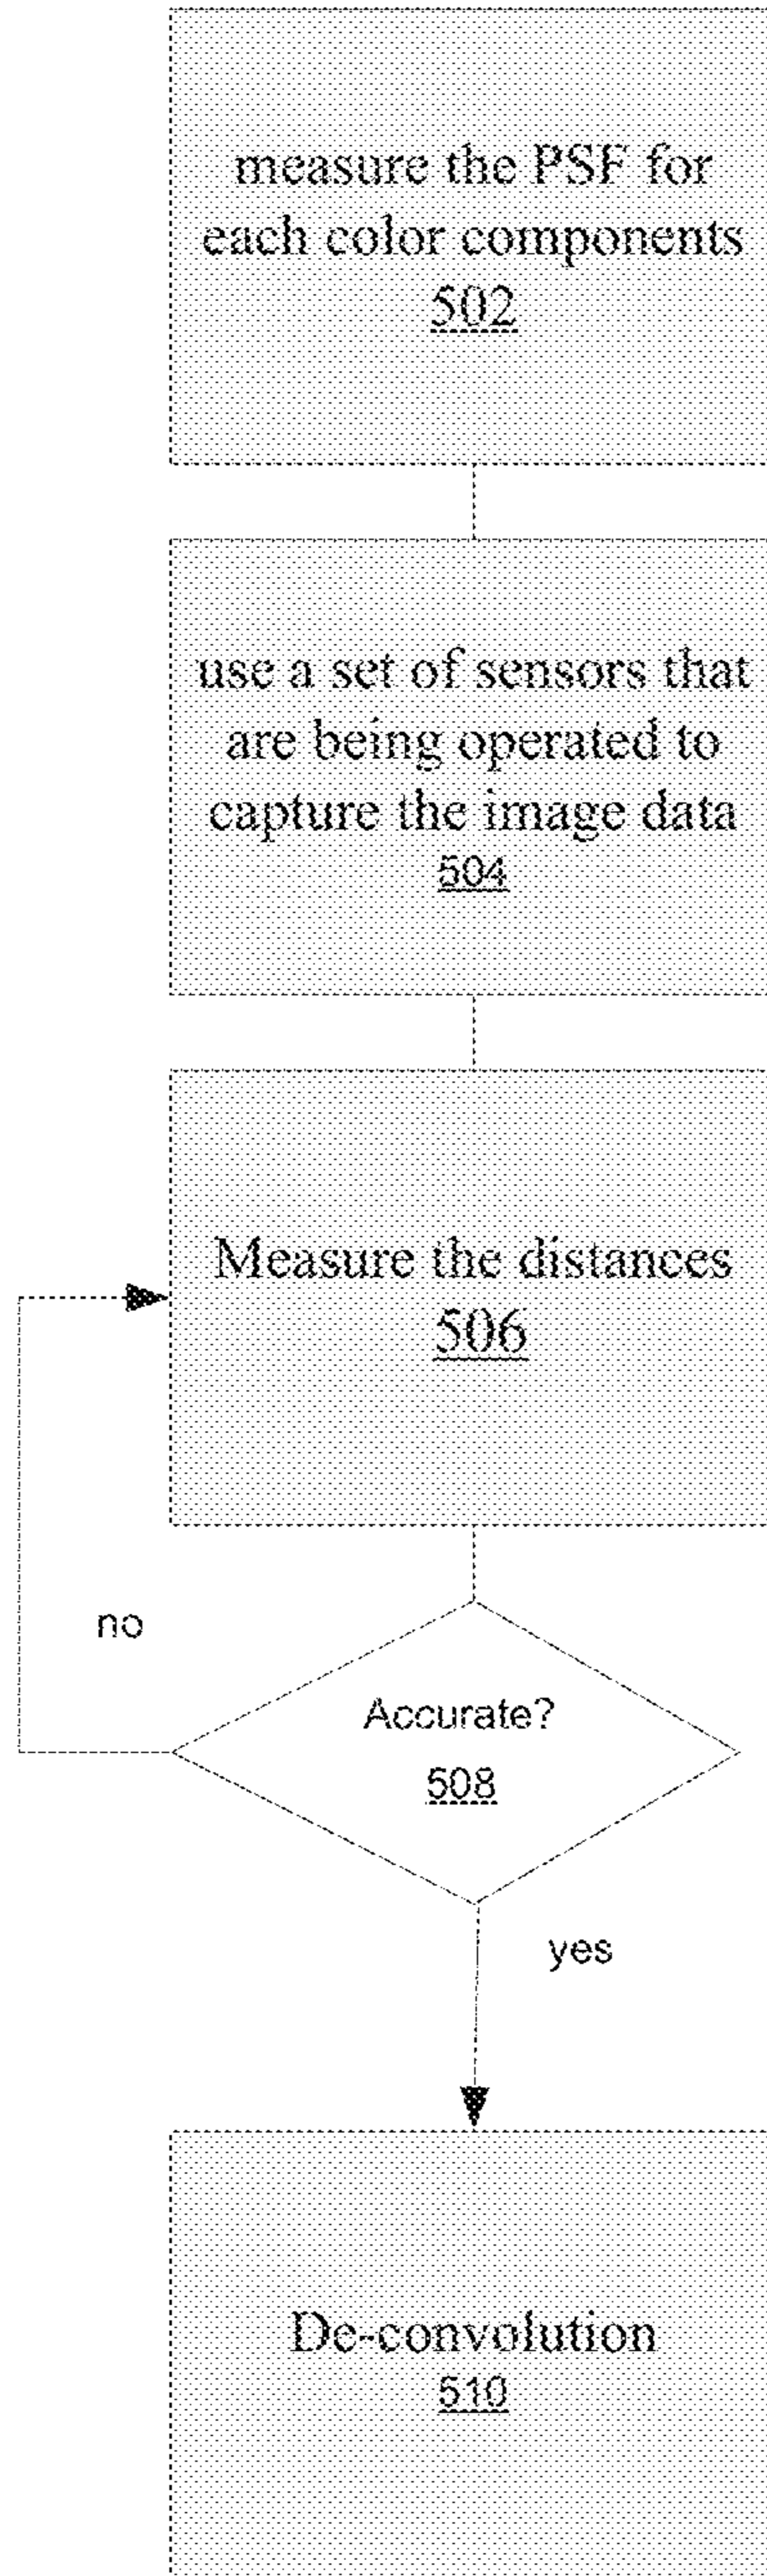 measure the PSF for
each color components
502
use a set of sensors that
are being operated to
capture the image data
504
Measure the distances
506
no
Accurate?
508
yes
De-convolution
510